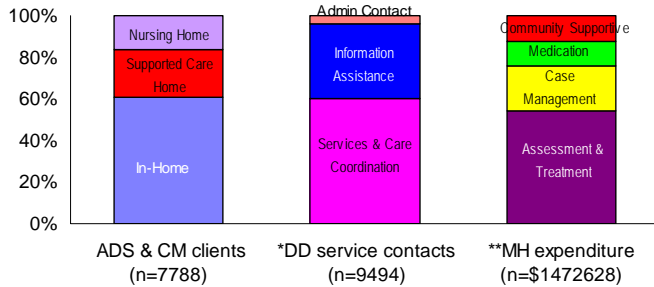 100%
80%
60%
40%
20%
0%
Nursing Home
Supported Care
Home
In-Home
Admin Contact
Information
Assistance
Services & Care
Coordination
Community Supportive
Medication
Case
Management
Assessment &
Treatment
ADS & CM clients
(n=7788)
*DD service contacts
(n=9494)
**MH expenditure
(n=$1472628)